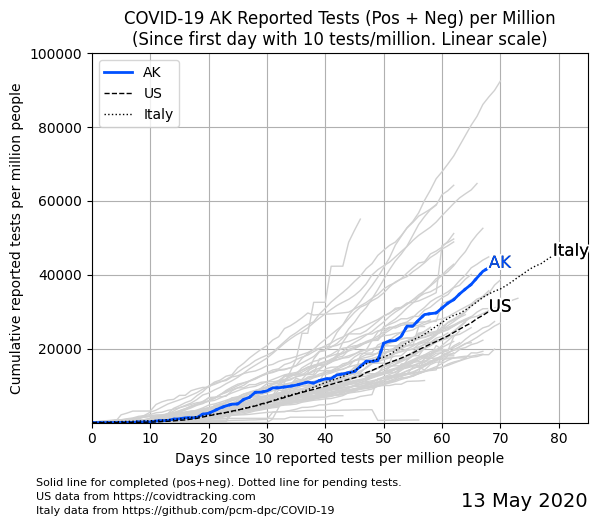 COVID-19 AK Reported Tests (Pos + Neg) per Million
(Since first day with 10 tests/million. Linear scale)
Cumulative reported tests per million people
100000
80000
60000
40000
20000
AK
US
Italy
Italy
AK
US
0 10 20 30 40 50 60 70 80
Days since 10 reported tests per million people
Solid line for completed (pos+neg). Dotted line for pending tests.
US data from https://covidtracking.com
Italy data from https://github.com/pcm-dpc/COVID-19
13 May 2020